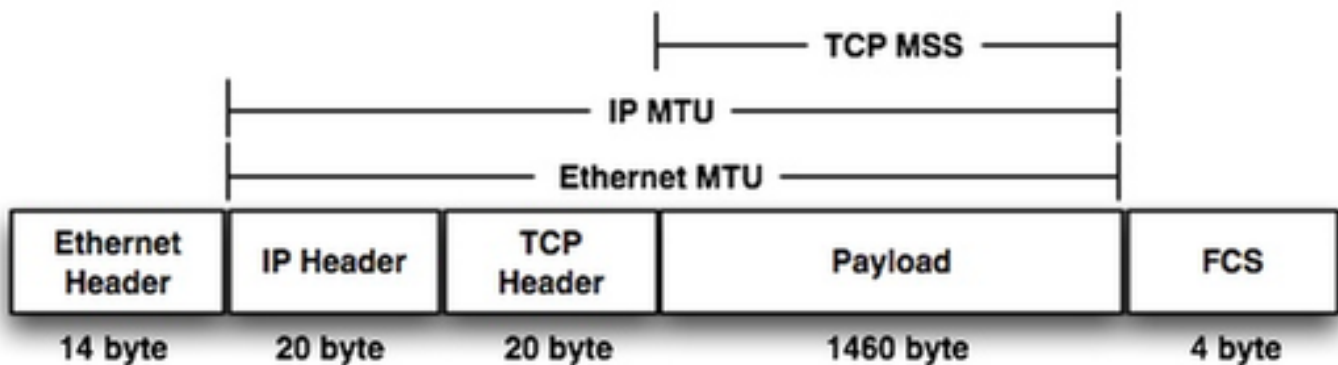 TCP MSS
IP MTU
Ethernet MTU
Ethernet
Header
IP Header
TCP
Header
Payload
FCS
14 byte
20 byte
20 byte
1460 byte
4 byte